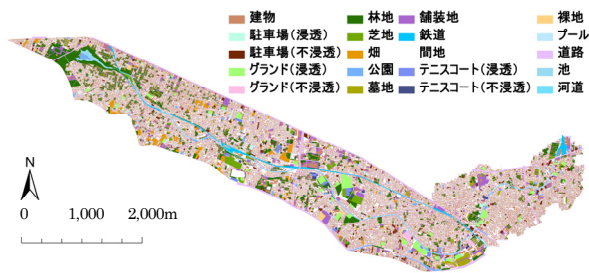 建物 林地 舗装地 裸地
駐車場(浸透) 芝地 鉄道 プール
駐車場(不浸透) 畑 間地 道路
グランド(浸透) 公園 テニスコート(浸透) 池
グランド(不浸透) 墓地 テニスコート(不浸透) 河道
N
0 1,000 2,000m